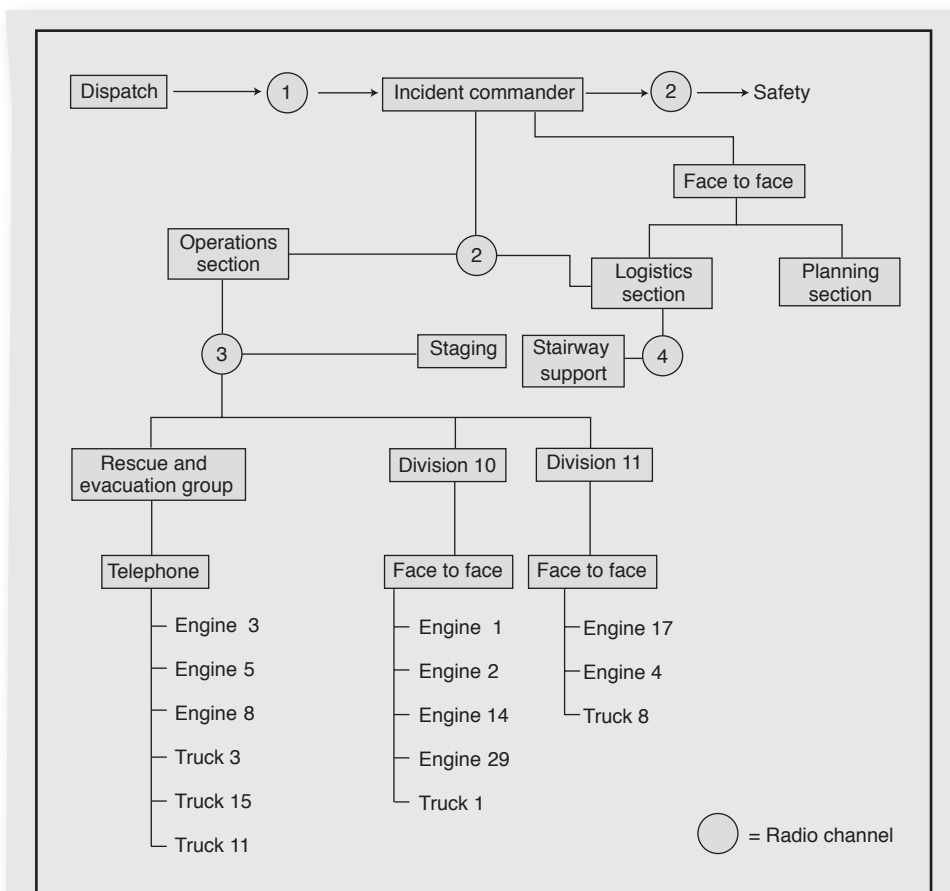 Dispatch
1
Incident commander
2
Safety
Face to face
Operations
section
2
Logistics
section
Planning
section
3
Staging
Stairway
support
4
Rescue and
evacuation group
Division 10
Division 11
Telephone
Face to face
Face to face
Engine 3
Engine 5
Engine 8
Truck 3
Truck 15
Truck 11
Engine 1
Engine 2
Engine 14
Engine 29
Truck 1
Engine 17
Engine 4
Truck 8
= Radio channel